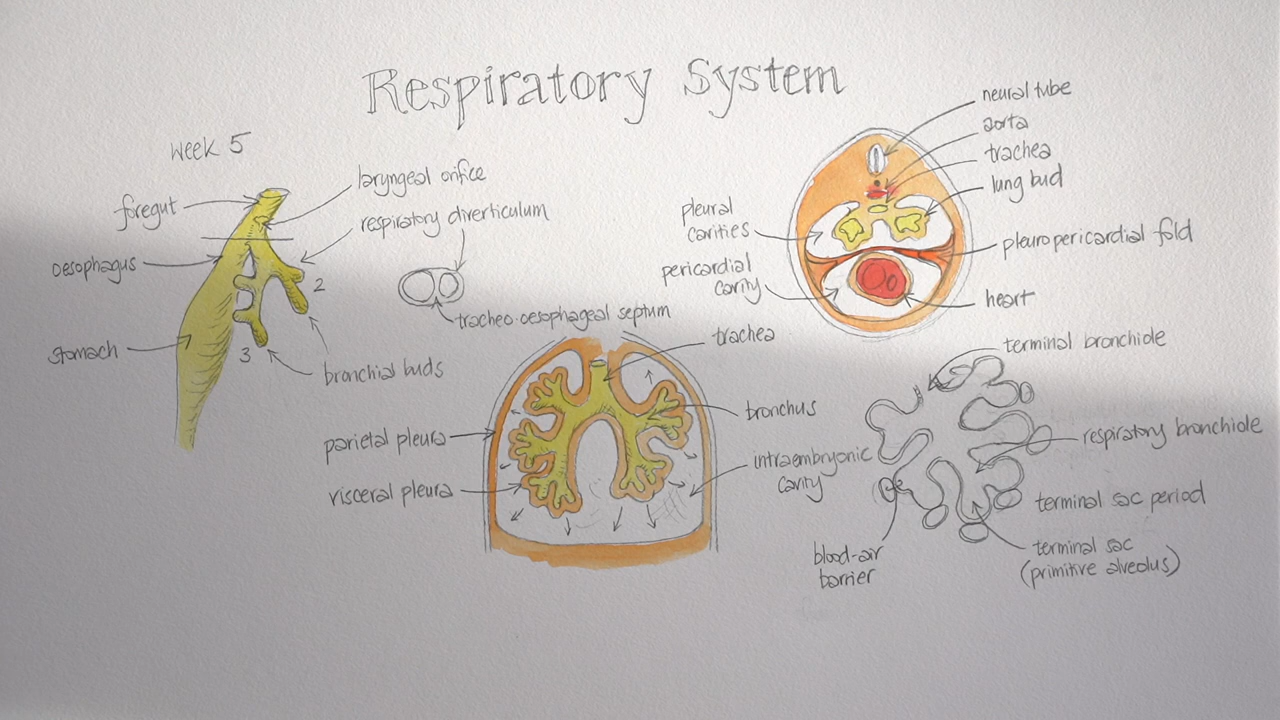 Respiratory System
week 5
foregut
oesophagus
stomach
laryngeal orifice
respiratory diverticulum
2
3
bronchial buds
tracheo-oesophageal septum
neural tube
aorta
trachea
lung bud
pleural
cavities
pericardial
cavity
pleuropericardial fold
heart
trachea
bronchus
parietal pleura
visceral pleura
intraembryonic
cavity
terminal bronchiole
respiratory bronchiole
terminal sac period
terminal sac
(primitive alveolus)
blood-air
barrier